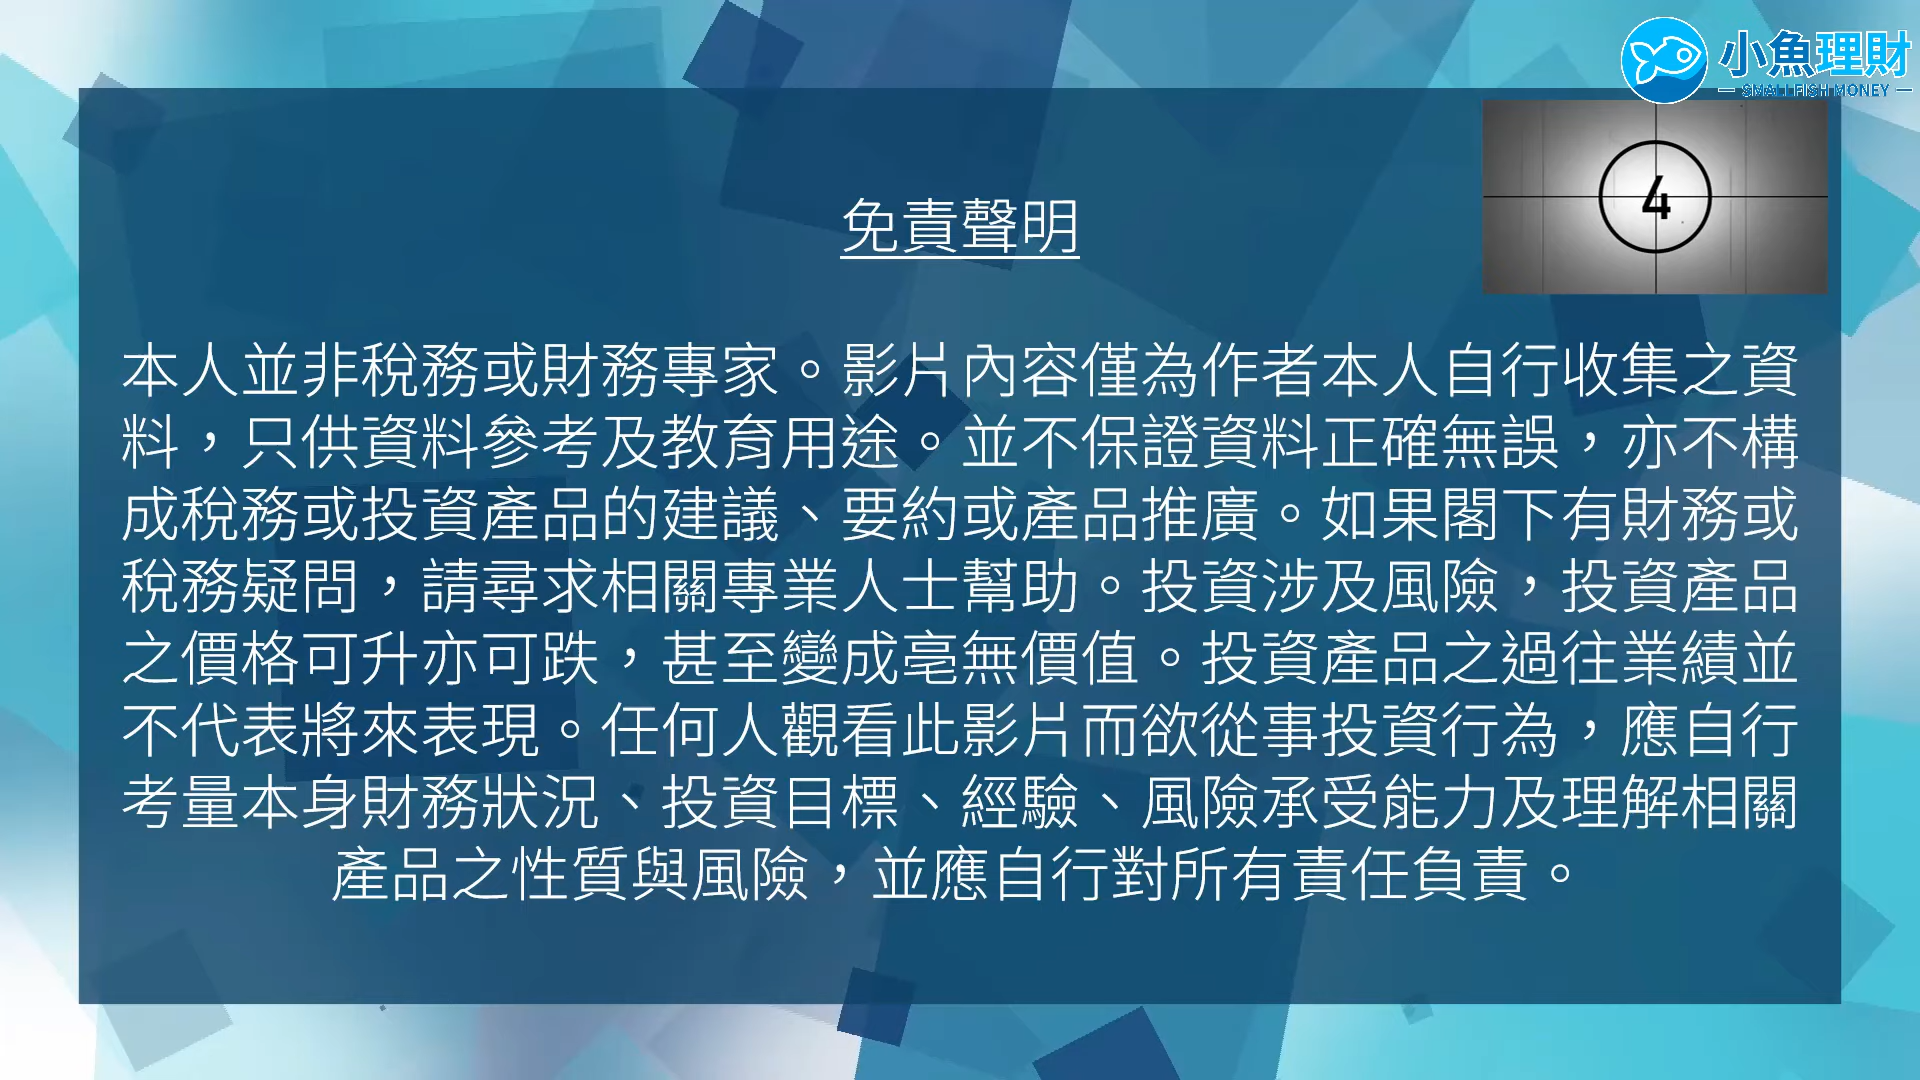 小魚理財
SMALL FISH MONEY
4
免責聲明
本人並非稅務或財務專家。影片內容僅為作者本人自行收集之資
料，只供資料參考及教育用途。並不保證資料正確無誤，亦不構
成稅務或投資產品的建議、要約或產品推廣。如果閣下有財務或
稅務疑問，請尋求相關專業人士幫助。投資涉及風險，投資產品
之價格可升亦可跌，甚至變成毫無價值。投資產品之過往業績並
不代表將來表現。任何人觀看此影片而欲從事投資行為，應自行
考量本身財務狀況、投資目標、經驗、風險承受能力及理解相關
產品之性質與風險，並應自行對所有責任負責。